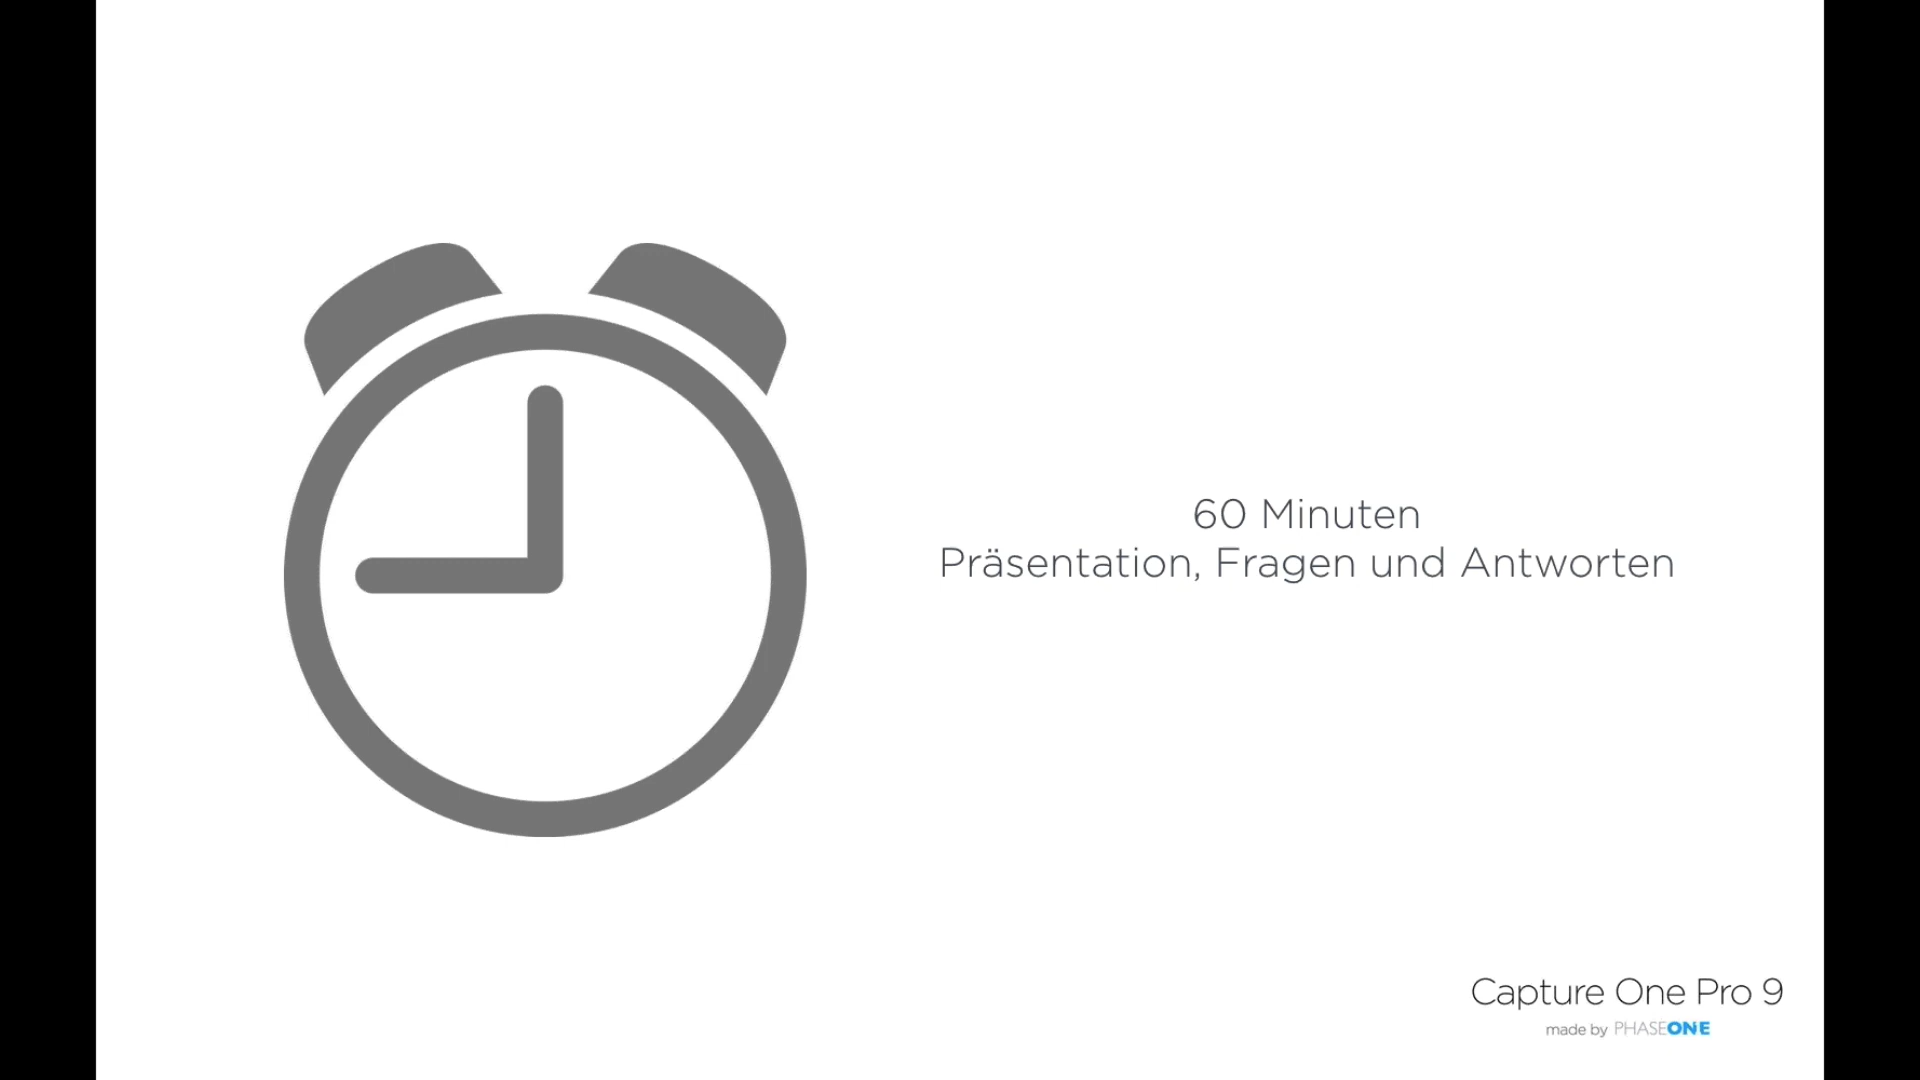 60 Minuten
Präsentation, Fragen und Antworten
Capture One Pro 9
made by PHASEONE